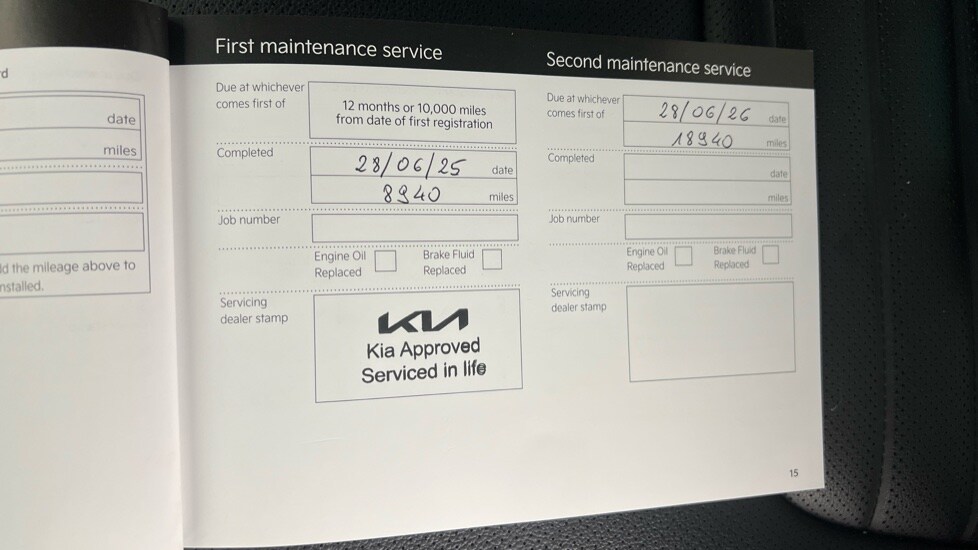 d
date
miles
ld the mileage above to
nstalled.
First maintenance service
Due at whichever
comes first of
12 months or 10,000 miles
from date of first registration
Completed
28/06/25 date
8940 miles
Job number
Engine Oil
Replaced
Brake Fluid
Replaced
Servicing
dealer stamp
KIA
Kia Approved
Serviced in life
Second maintenance service
Due at whichever
comes first of
28/06/26 date
18940 miles
Completed
date
miles
Job number
Engine Oil
Replaced
Brake Fluid
Replaced
Servicing
dealer stamp
15